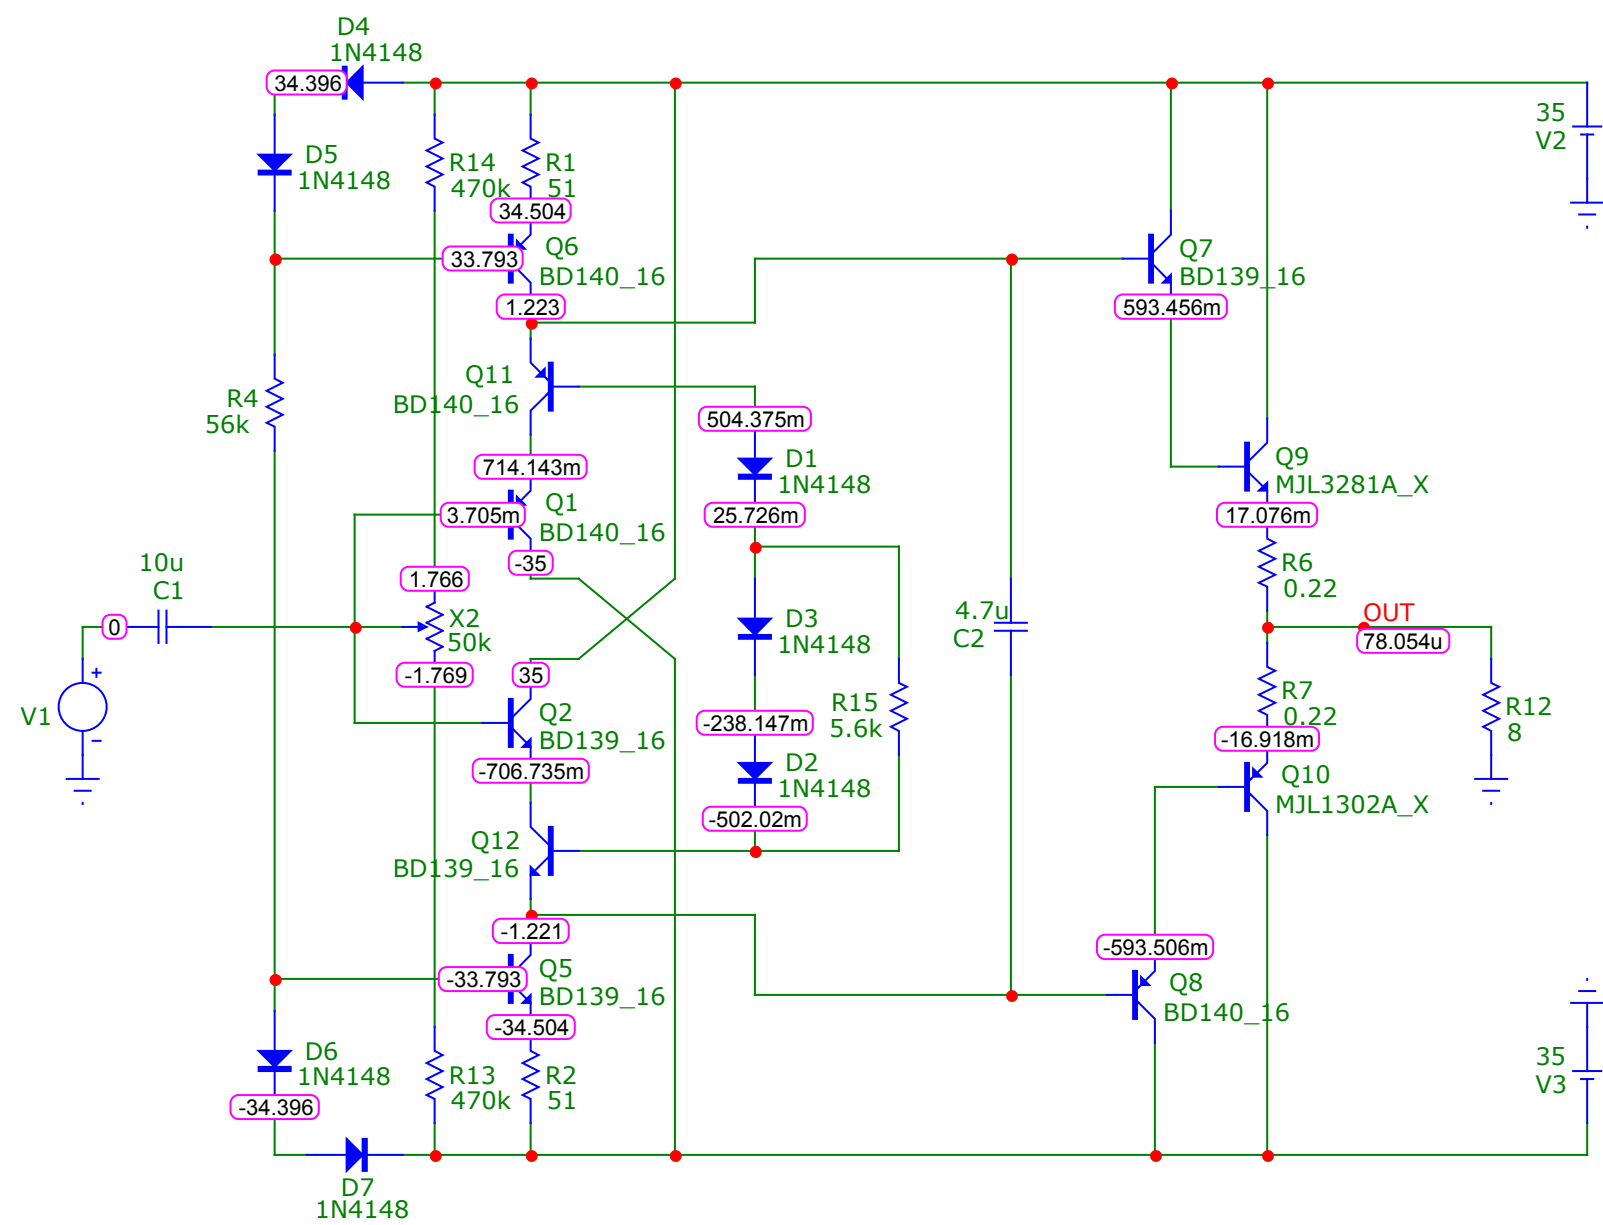 D4
1N4148
34.396
35
V2
D5
1N4148
R14
470k
R1
51
34.504
Q6
BD140_16
33.793
1.223
Q7
BD139_16
593.456m
Q11
BD140_16
R4
56k
504.375m
D1
1N4148
25.726m
714.143m
Q1
BD140_16
3.705m
-35
Q9
MJL3281A_X
17.076m
R6
0.22
10u
C1
0
1.766
X2
50k
-1.769
D3
1N4148
4.7u
C2
OUT
78.054u
V1
+
−
35
Q2
BD139_16
-706.735m
-238.147m
R15
5.6k
D2
1N4148
-502.02m
R7
0.22
-16.918m
R12
8
Q10
MJL1302A_X
Q12
BD139_16
-1.221
Q5
BD139_16
-33.793
-34.504
-593.506m
Q8
BD140_16
D6
1N4148
-34.396
R13
470k
R2
51
35
V3
D7
1N4148